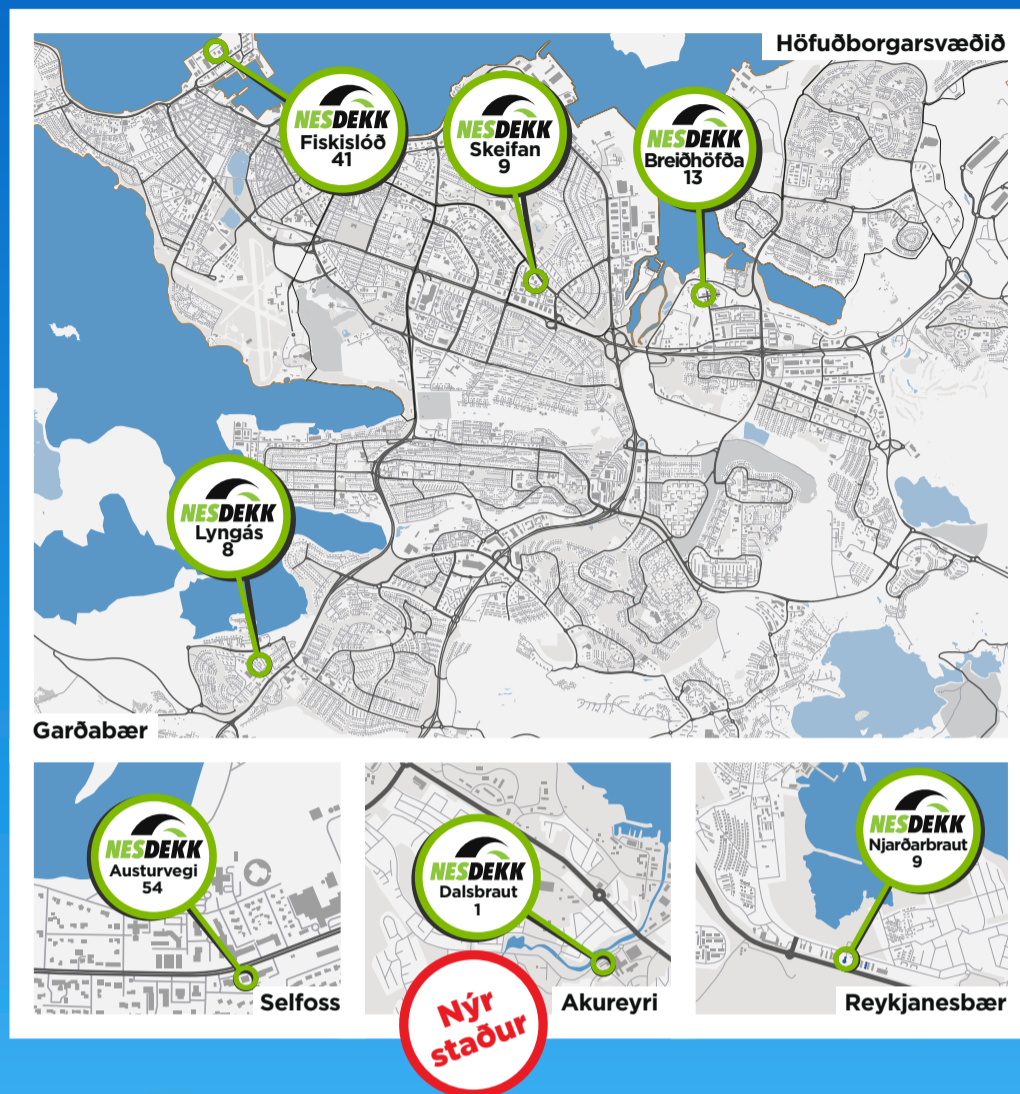 Höfuðborgarsvæðið
NESDEKK
Fiskislóð
41
NESDEKK
Skeifan
9
NESDEKK
Breiðhöfða
13
NESDEKK
Lyngás
8
Garðabær
NESDEKK
Austurvegi
54
Selfoss
NESDEKK
Dalsbraut
1
Akureyri
Nýr
staður
NESDEKK
Njarðarbraut
9
Reykjanesbær